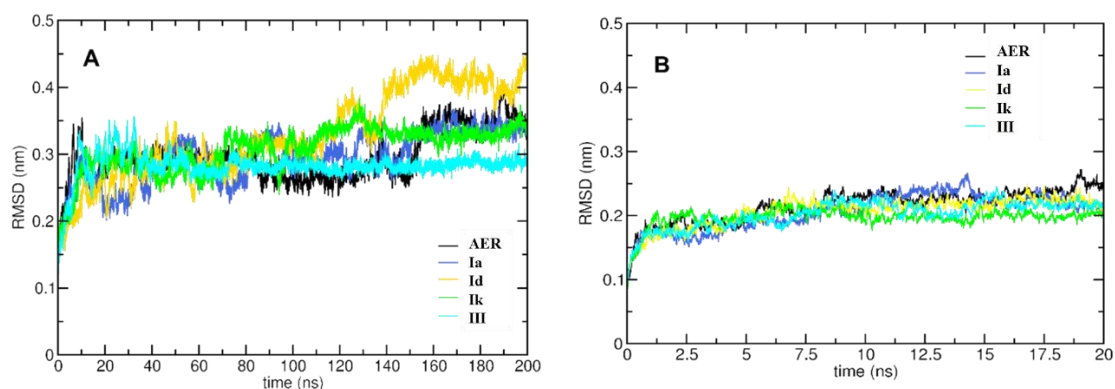 A
RMSD (nm)
0.5
0.4
0.3
0.2
0.1
0
AER
Ia
Id
Ik
III
0 20 40 60 80 100 120 140 160 180 200
time (ns)
B
RMSD (nm)
0.5
0.4
0.3
0.2
0.1
0
AER
Ia
Id
Ik
III
0 2.5 5 7.5 10 12.5 15 17.5 20
time (ns)